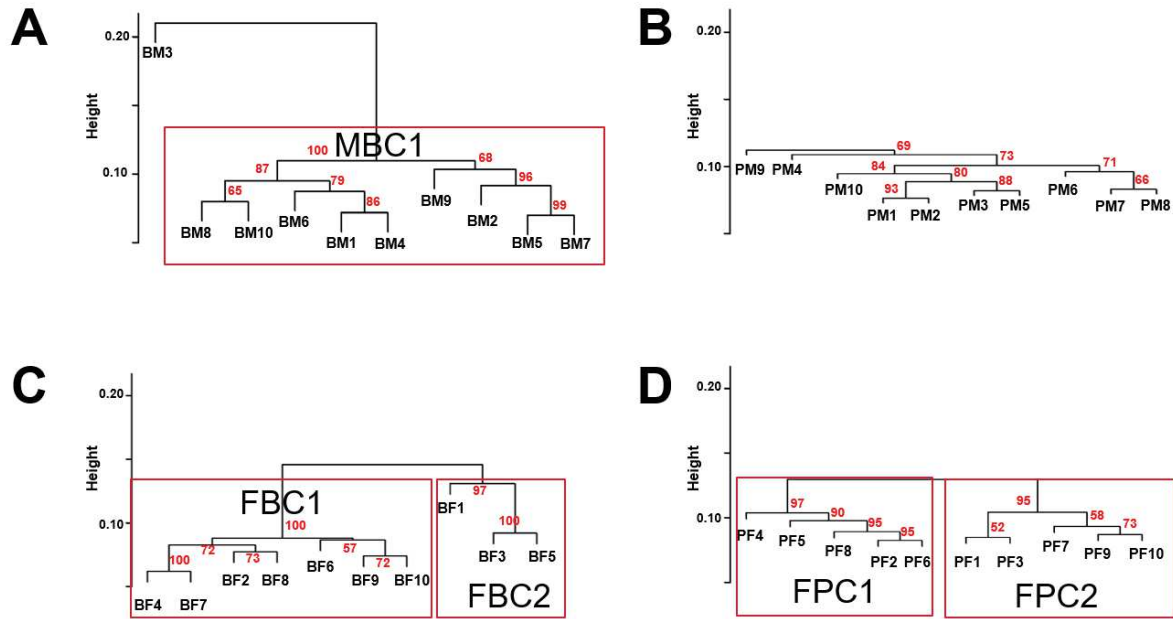 A
0.20
0.10
Height
BM3
MBC1
100
87
68
65
79
96
86
99
BM8
BM10
BM6
BM1
BM4
BM9
BM2
BM5
BM7
B
0.20
0.10
Height
69
73
84
80
71
93
88
66
PM9
PM4
PM10
PM1
PM2
PM3
PM5
PM6
PM7
PM8
C
0.20
0.10
Height
FBC1
100
72
100
73
57
72
BF4
BF7
BF2
BF8
BF6
BF9
BF10
97
100
BF1
BF3
BF5
FBC2
D
0.20
0.10
Height
97
90
95
95
PF4
PF5
PF8
PF2
PF6
FPC1
95
52
58
73
PF1
PF3
PF7
PF9
PF10
FPC2